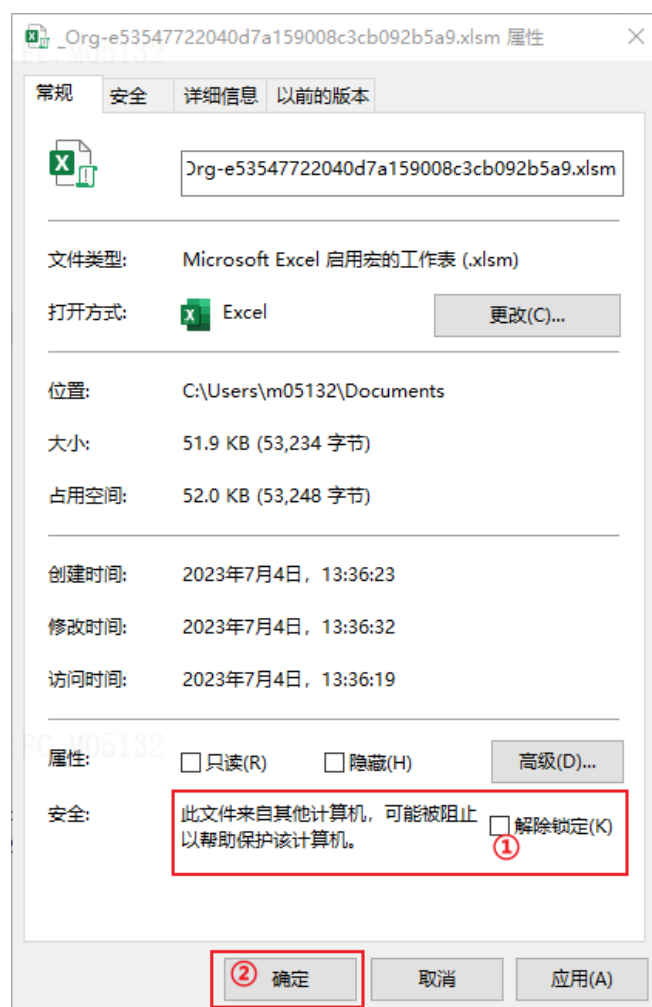 _Org-e53547722040d7a159008c3cb092b5a9.xlsm 属性
FC, M05132
常规 安全 详细信息 以前的版本
Org-e53547722040d7a159008c3cb092b5a9.xlsm
文件类型: Microsoft Excel 启用宏的工作表 (.xlsm)
打开方式: Excel 更改(C)...
位置: C:\Users\m05132\Documents
大小: 51.9 KB (53,234 字节)
占用空间: 52.0 KB (53,248 字节)
创建时间: 2023年7月4日，13:36:23
修改时间: 2023年7月4日，13:36:32
访问时间: 2023年7月4日，13:36:19
FC, M05132
属性: 只读(R) 隐藏(H) 高级(D)...
安全: 此文件来自其他计算机，可能被阻止
以帮助保护该计算机。 解除锁定(K)
①
② 确定 取消 应用(A)